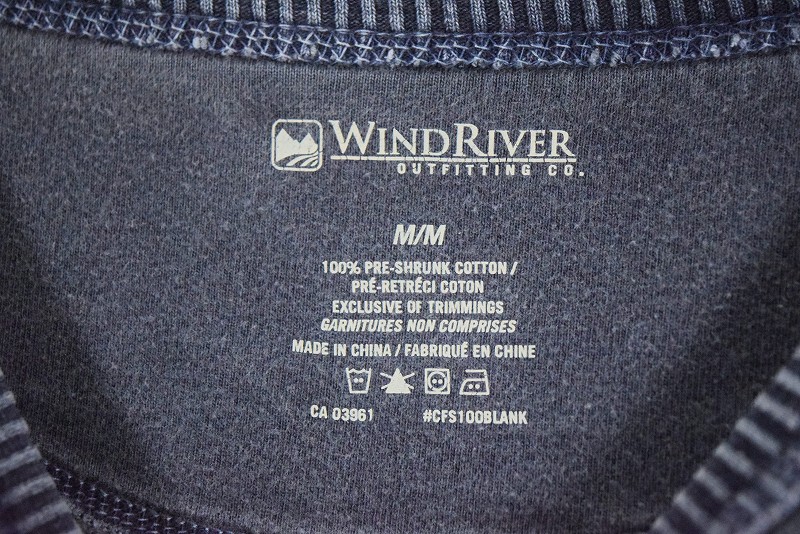 WINDRIVER
OUTFITTING CO.
M/M
100% PRE-SHRUNK COTTON /
PRÉ-RETRÉCI COTON
EXCLUSIVE OF TRIMMINGS
GARNITURES NON COMPRISES
MADE IN CHINA / FABRIQUÉ EN CHINE
CA 03961 #CFS100BLANK